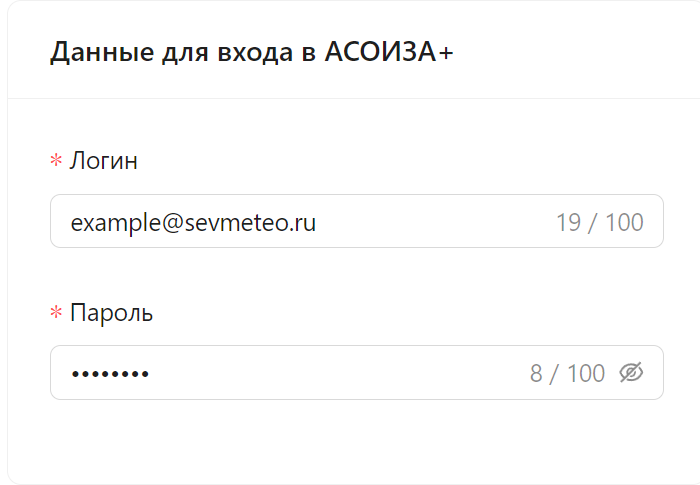 Данные для входа в АСОИЗА+
* Логин
example@sevmeteo.ru 19 / 100
* Пароль
•••••••• 8 / 100